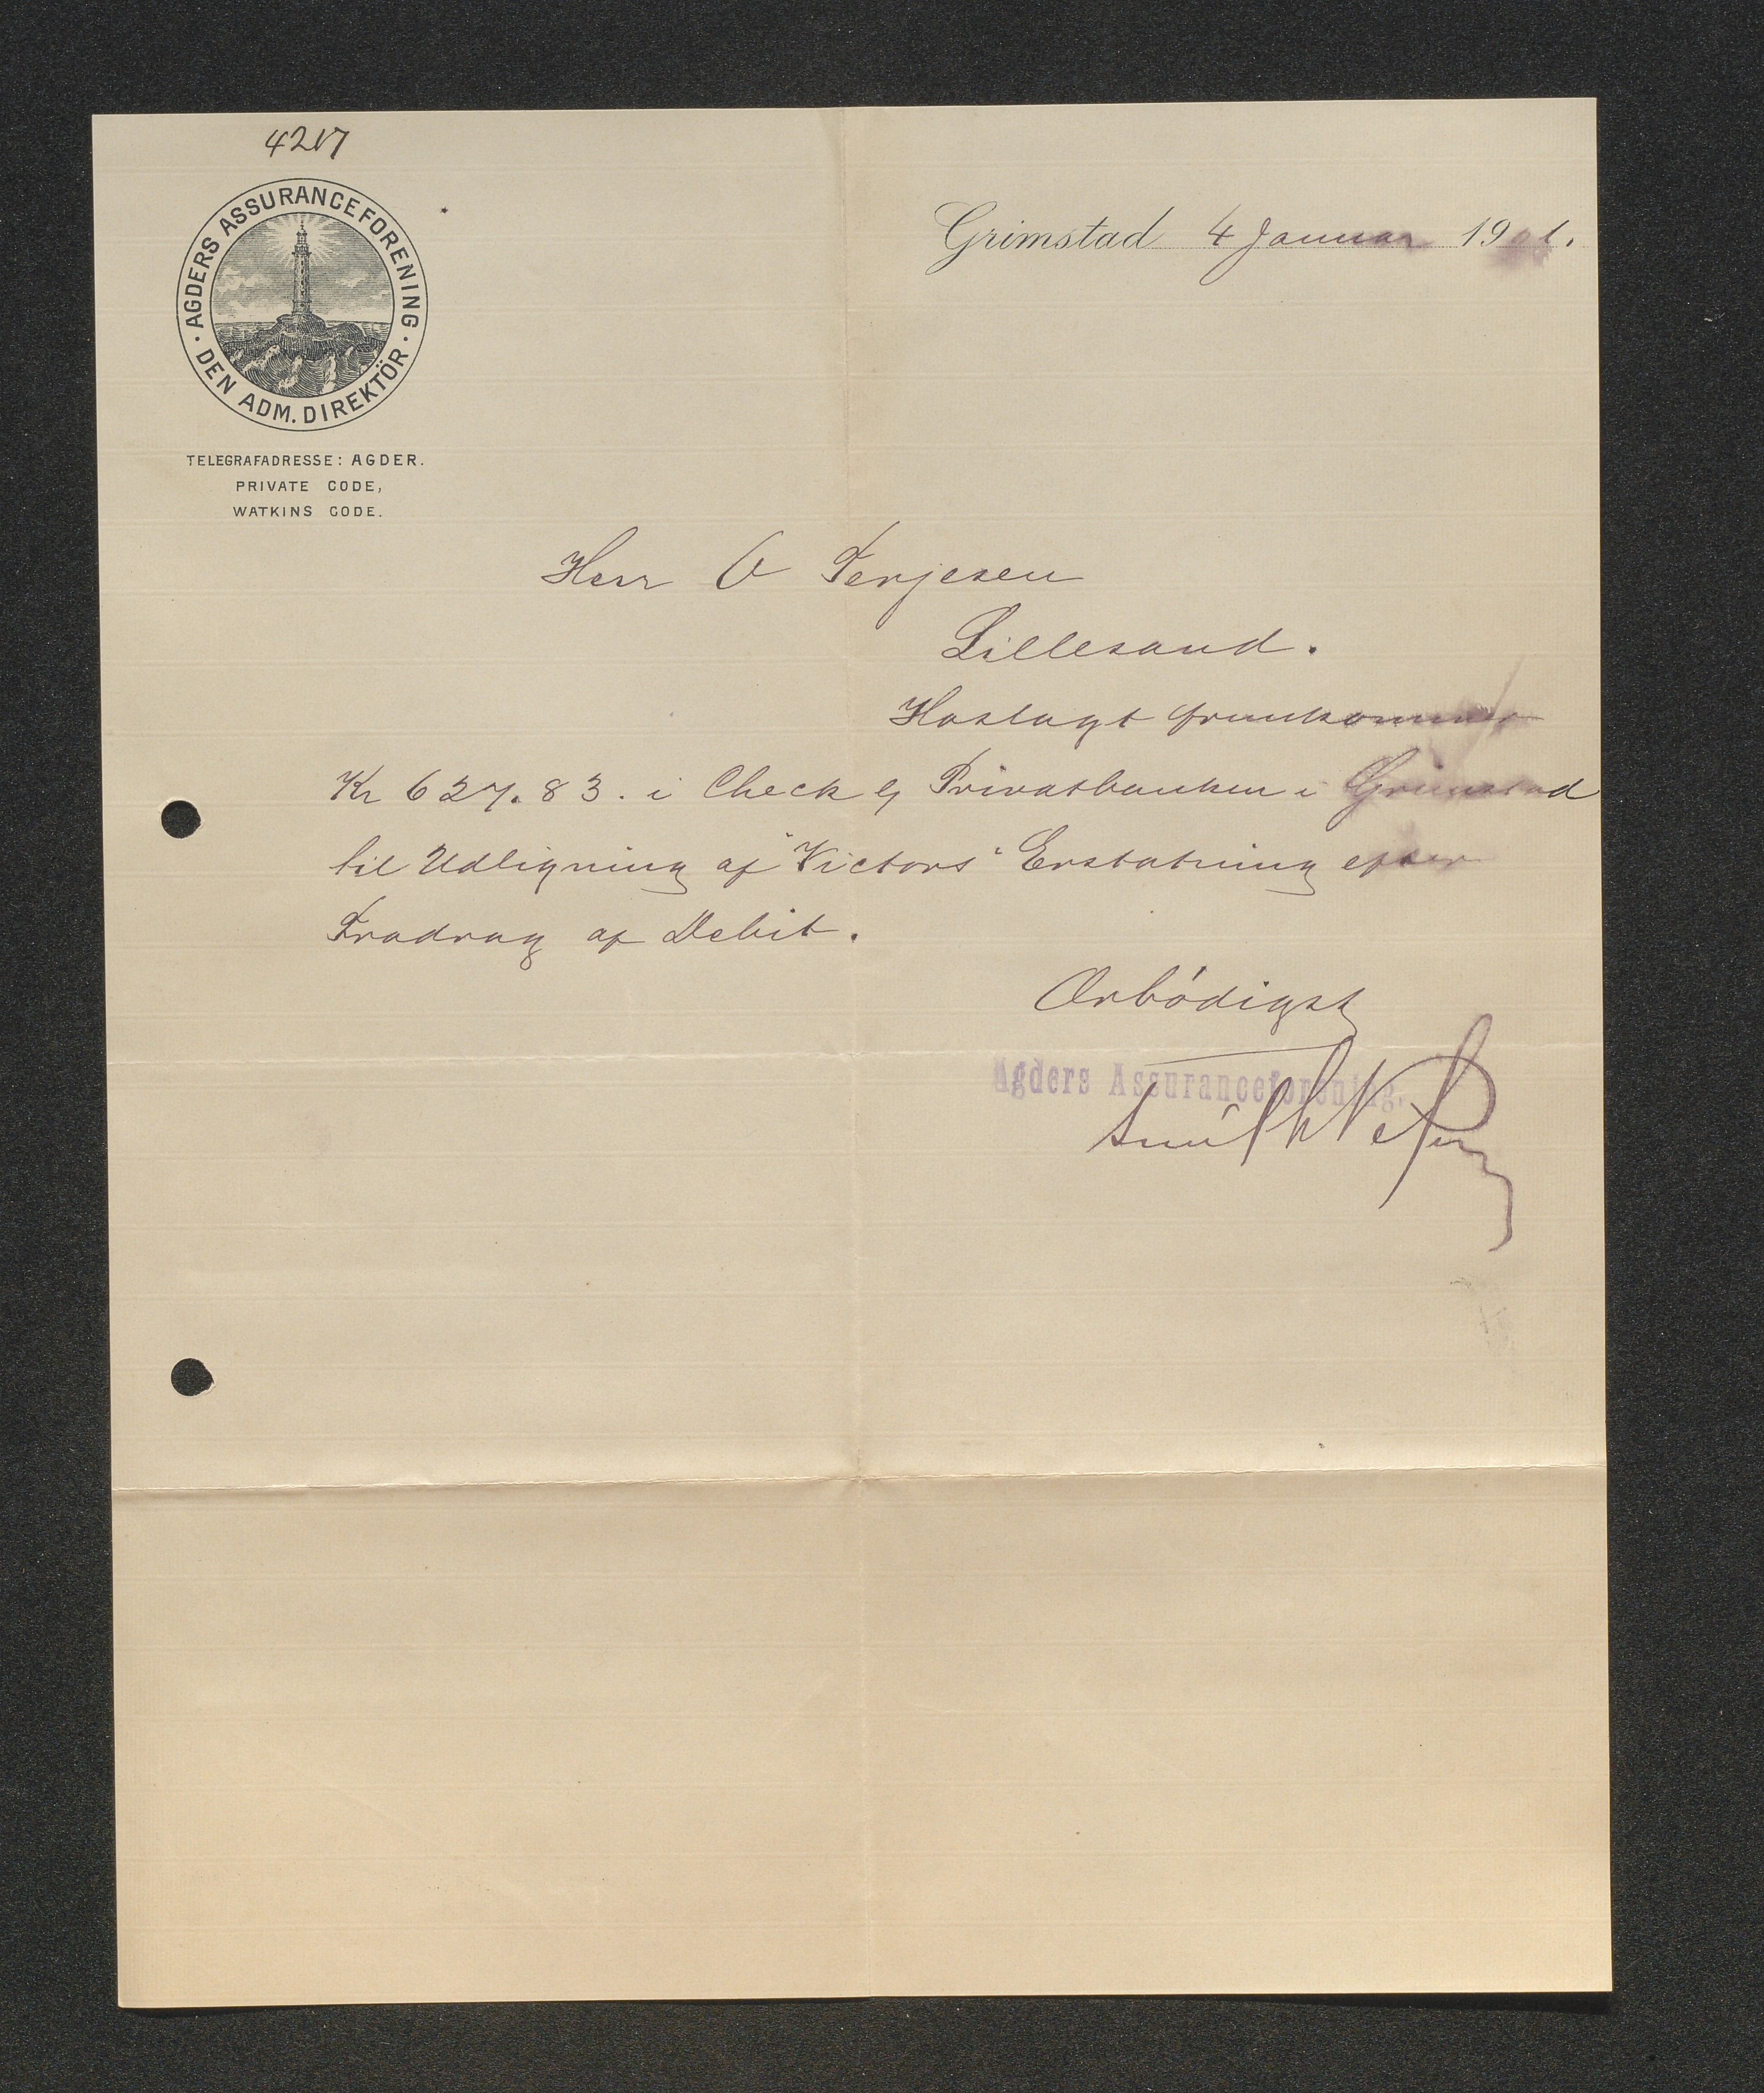 4217
AGDERS ASSURANCEFORENING · DEN ADM. DIREKTÖR ·
TELEGRAFADRESSE: AGDER.
PRIVATE CODE,
WATKINS CODE.
Grimstad 4 Januar 1901.
Herr O Terjesen
Lillesand.
Hoslagt fremkommer
Kr 627.83. i Check Privatbanken i Grimstad
til Udligning af "Victors" Erstatning efter
Fradrag af Debit.
Ærbödigst
Agders Assuranceforening.
Smith